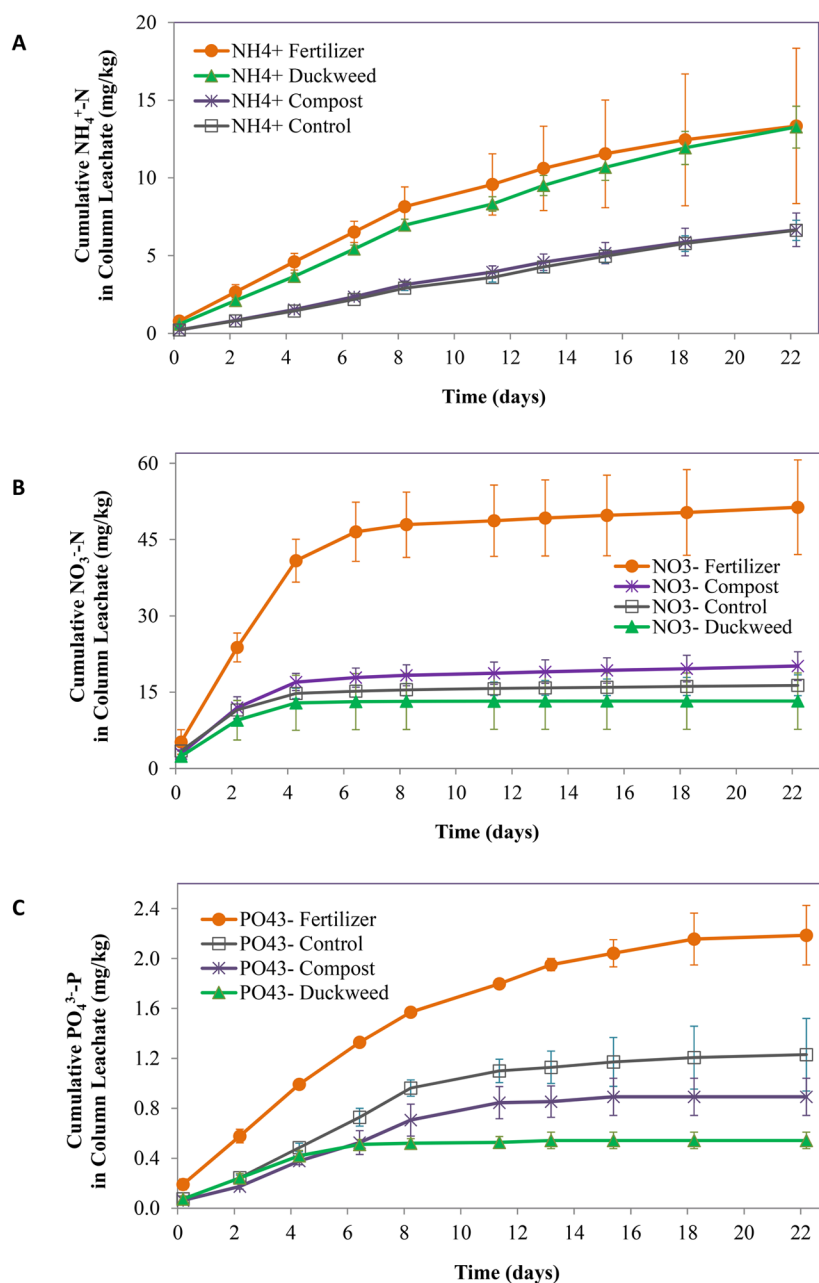 A
Cumulative NH₄⁺-N
in Column Leachate (mg/kg)
20
15
10
5
0
NH4+ Fertilizer
NH4+ Duckweed
NH4+ Compost
NH4+ Control
0 2 4 6 8 10 12 14 16 18 20 22
Time (days)
B
Cumulative NO₃⁻-N
in Column Leachate (mg/kg)
60
45
30
15
0
NO3- Fertilizer
NO3- Compost
NO3- Control
NO3- Duckweed
0 2 4 6 8 10 12 14 16 18 20 22
Time (days)
C
Cumulative PO₄³-P
in Column Leachate (mg/kg)
2.4
2.0
1.6
1.2
0.8
0.4
0.0
PO43- Fertilizer
PO43- Control
PO43- Compost
PO43- Duckweed
0 2 4 6 8 10 12 14 16 18 20 22
Time (days)